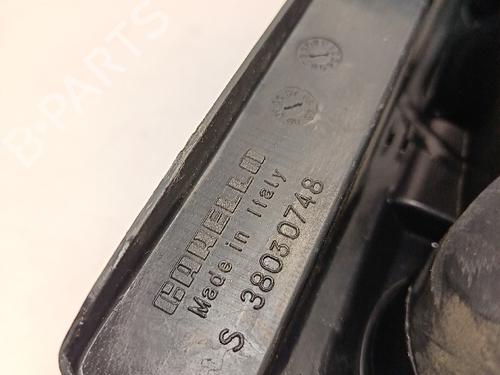 B-PARTS
CARELLO
Made in Italy
S 38030748